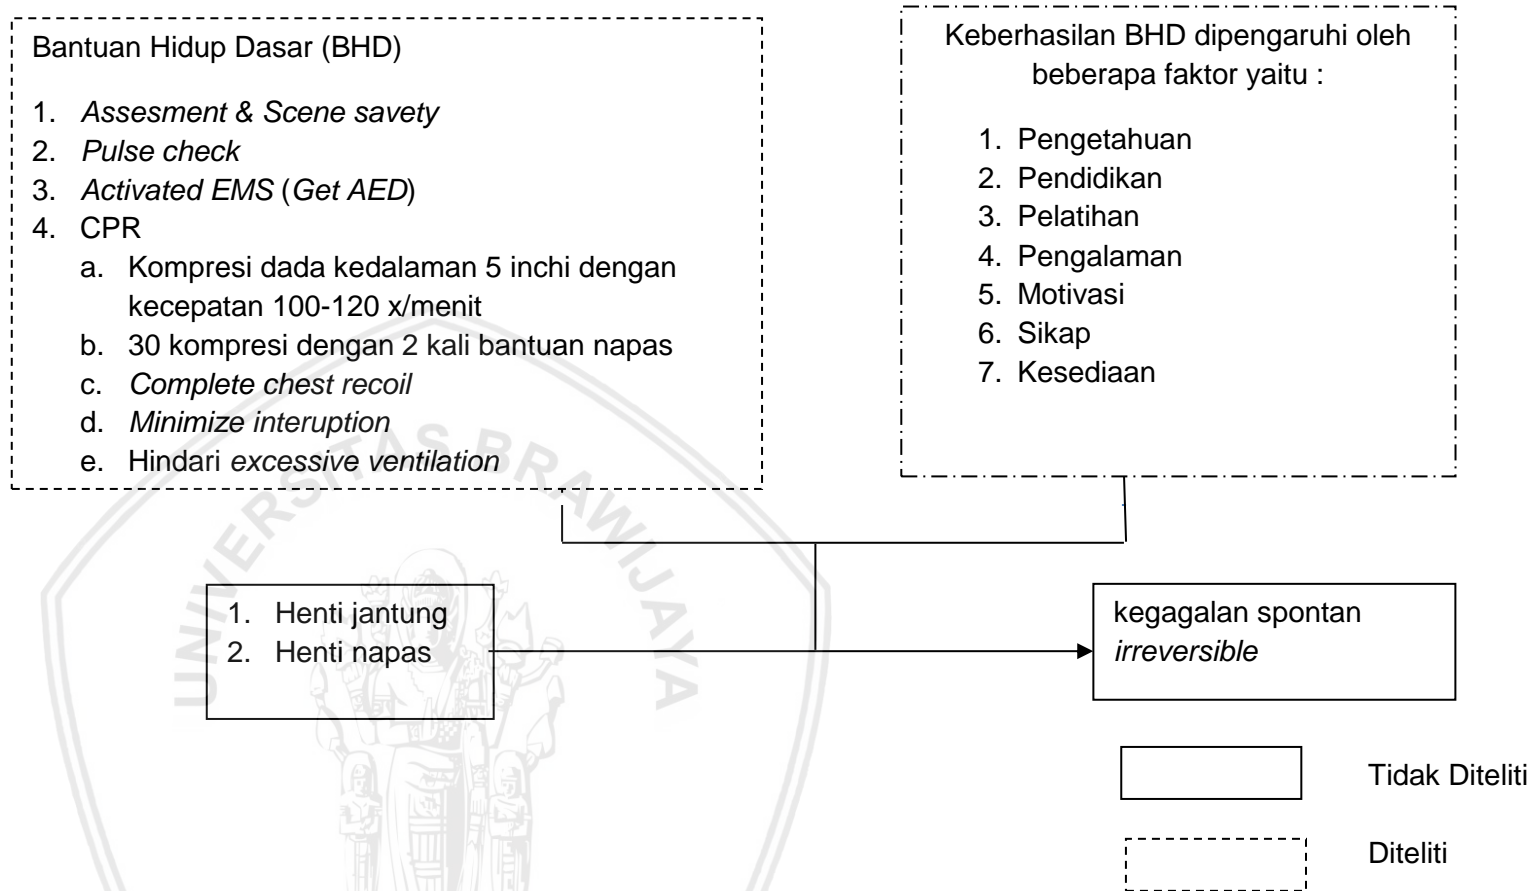 Bantuan Hidup Dasar (BHD)
1. Assesment & Scene savety
2. Pulse check
3. Activated EMS (Get AED)
4. CPR
a. Kompresi dada kedalaman 5 inchi dengan
kecepatan 100-120 x/menit
b. 30 kompresi dengan 2 kali bantuan napas
c. Complete chest recoil
d. Minimize interuption
e. Hindari excessive ventilation
Keberhasilan BHD dipengaruhi oleh
beberapa faktor yaitu :
1. Pengetahuan
2. Pendidikan
3. Pelatihan
4. Pengalaman
5. Motivasi
6. Sikap
7. Kesediaan
1. Henti jantung
2. Henti napas
kegagalan spontan
irreversible
Tidak Diteliti
Diteliti
UNIVERSITAS BRAWIJAYA